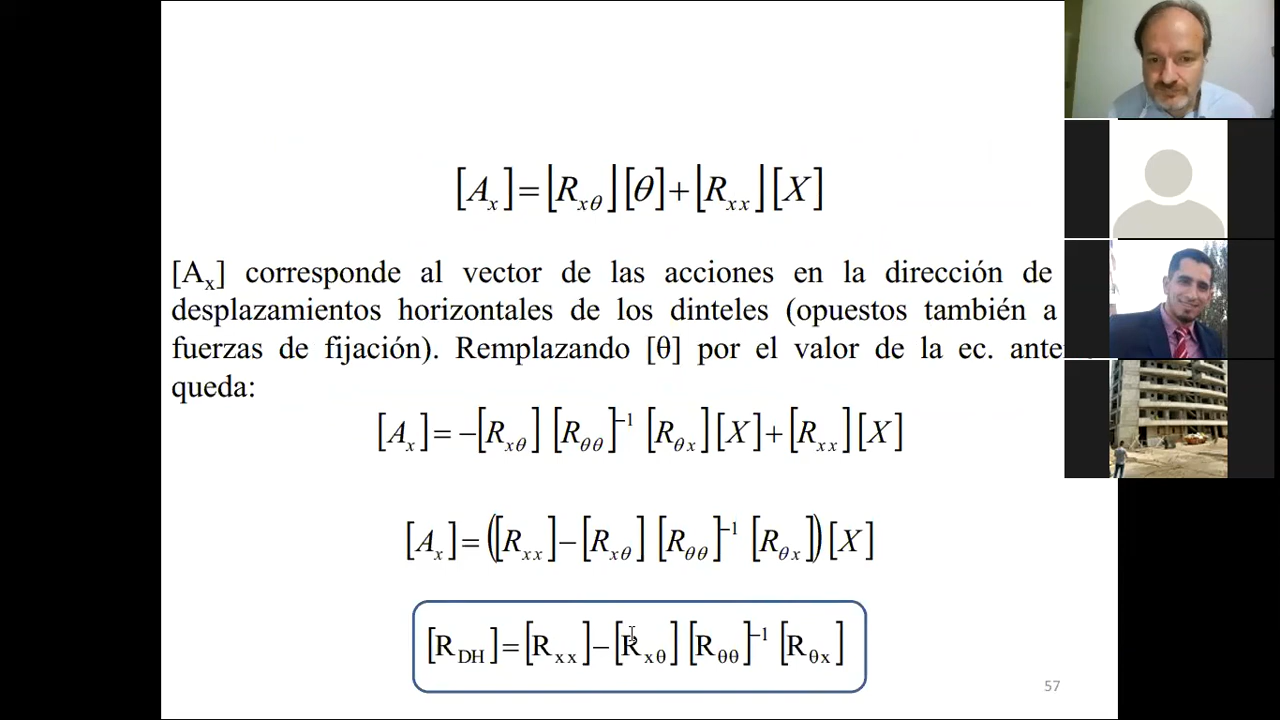 [A_x]=[R_xθ][θ]+[R_xx][X]
[A_x] corresponde al vector de las acciones en la dirección de
desplazamientos horizontales de los dinteles (opuestos también a
fuerzas de fijación). Remplazando [θ] por el valor de la ec. ante
queda:
[A_x]=−[R_xθ] [R_θθ]^−1 [R_θx][X]+[R_xx][X]
[A_x]=([R_xx]−[R_xθ] [R_θθ]^−1 [R_θx])[X]
[R_DH]=[R_xx]−[R_xθ] [R_θθ]^−1 [R_θx]
57